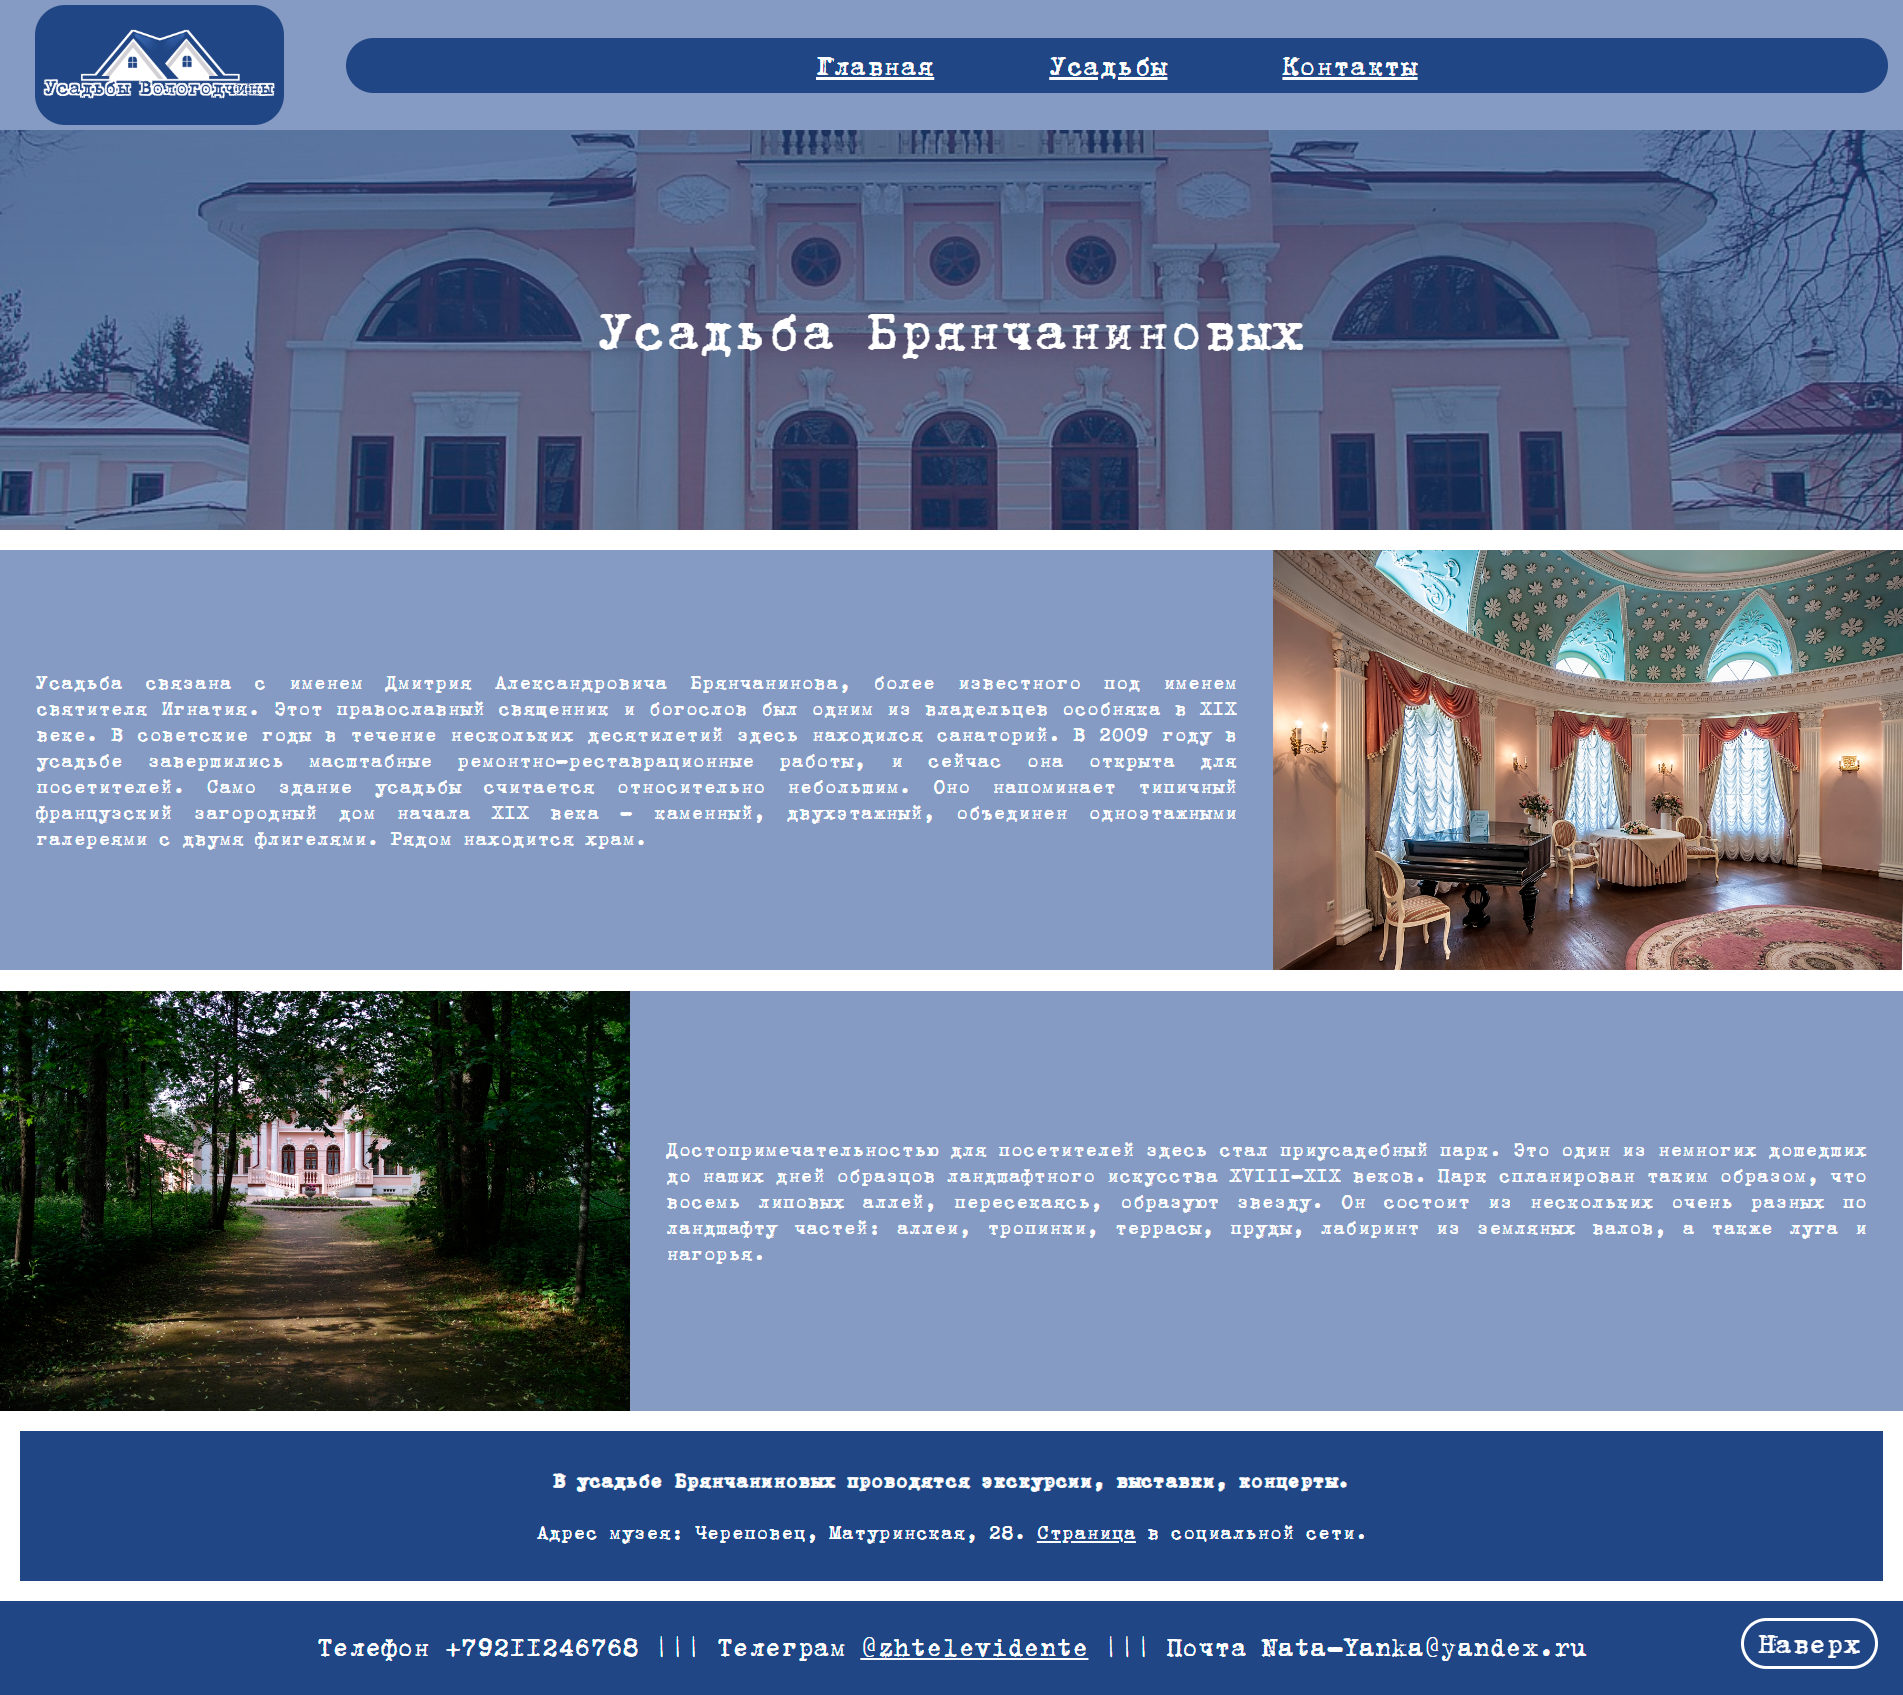 Усадьбы Вологодчины
Главная Усадьбы Контакты
Усадьба Брянчаниновых
Усадьба связана с именем Дмитрия Александровича Брянчанинова, более известного под именем
святителя Игнатия. Этот православный священник и богослов был одним из владельцев особняка в XIX
веке. В советские годы в течение нескольких десятилетий здесь находился санаторий. В 2009 году в
усадьбе завершились масштабные ремонтно-реставрационные работы, и сейчас она открыта для
посетителей. Само здание усадьбы считается относительно небольшим. Оно напоминает типичный
французский загородный дом начала XIX века - каменный, двухэтажный, объединен одноэтажными
галереями с двумя флигелями. Рядом находится храм.
Достопримечательностью для посетителей здесь стал приусадебный парк. Это один из немногих дошедших
до наших дней образцов ландшафтного искусства XVIII-XIX веков. Парк спланирован таким образом, что
восемь липовых аллей, пересекаясь, образуют звезду. Он состоит из нескольких очень разных по
ландшафту частей: аллеи, тропинки, террасы, пруды, лабиринт из земляных валов, а также луга и
нагорья.
В усадьбе Брянчаниновых проводятся экскурсии, выставки, концерты.
Адрес музея: Череповец, Матуринская, 28. Страница в социальной сети.
Телефон +79211246768 ||| Телеграм @zhtelevidente ||| Почта Nata-Yanka@yandex.ru
Наверх